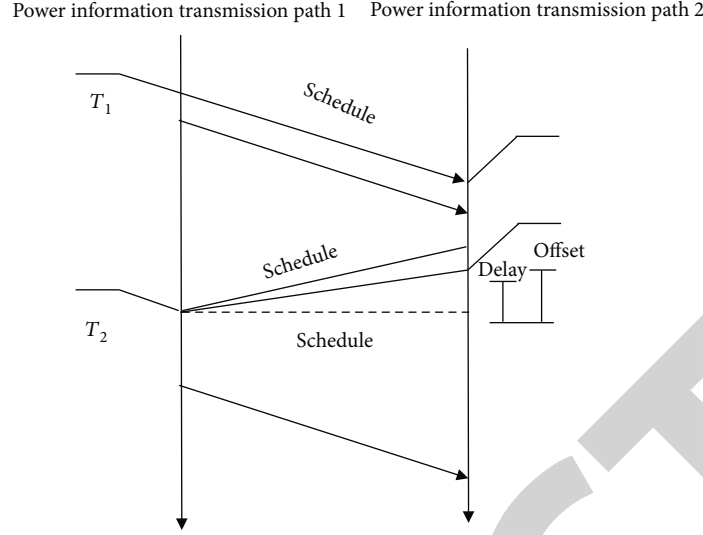 Power information transmission path 1
Power information transmission path 2
Schedule
T1
Schedule
Delay
Offset
T2
Schedule